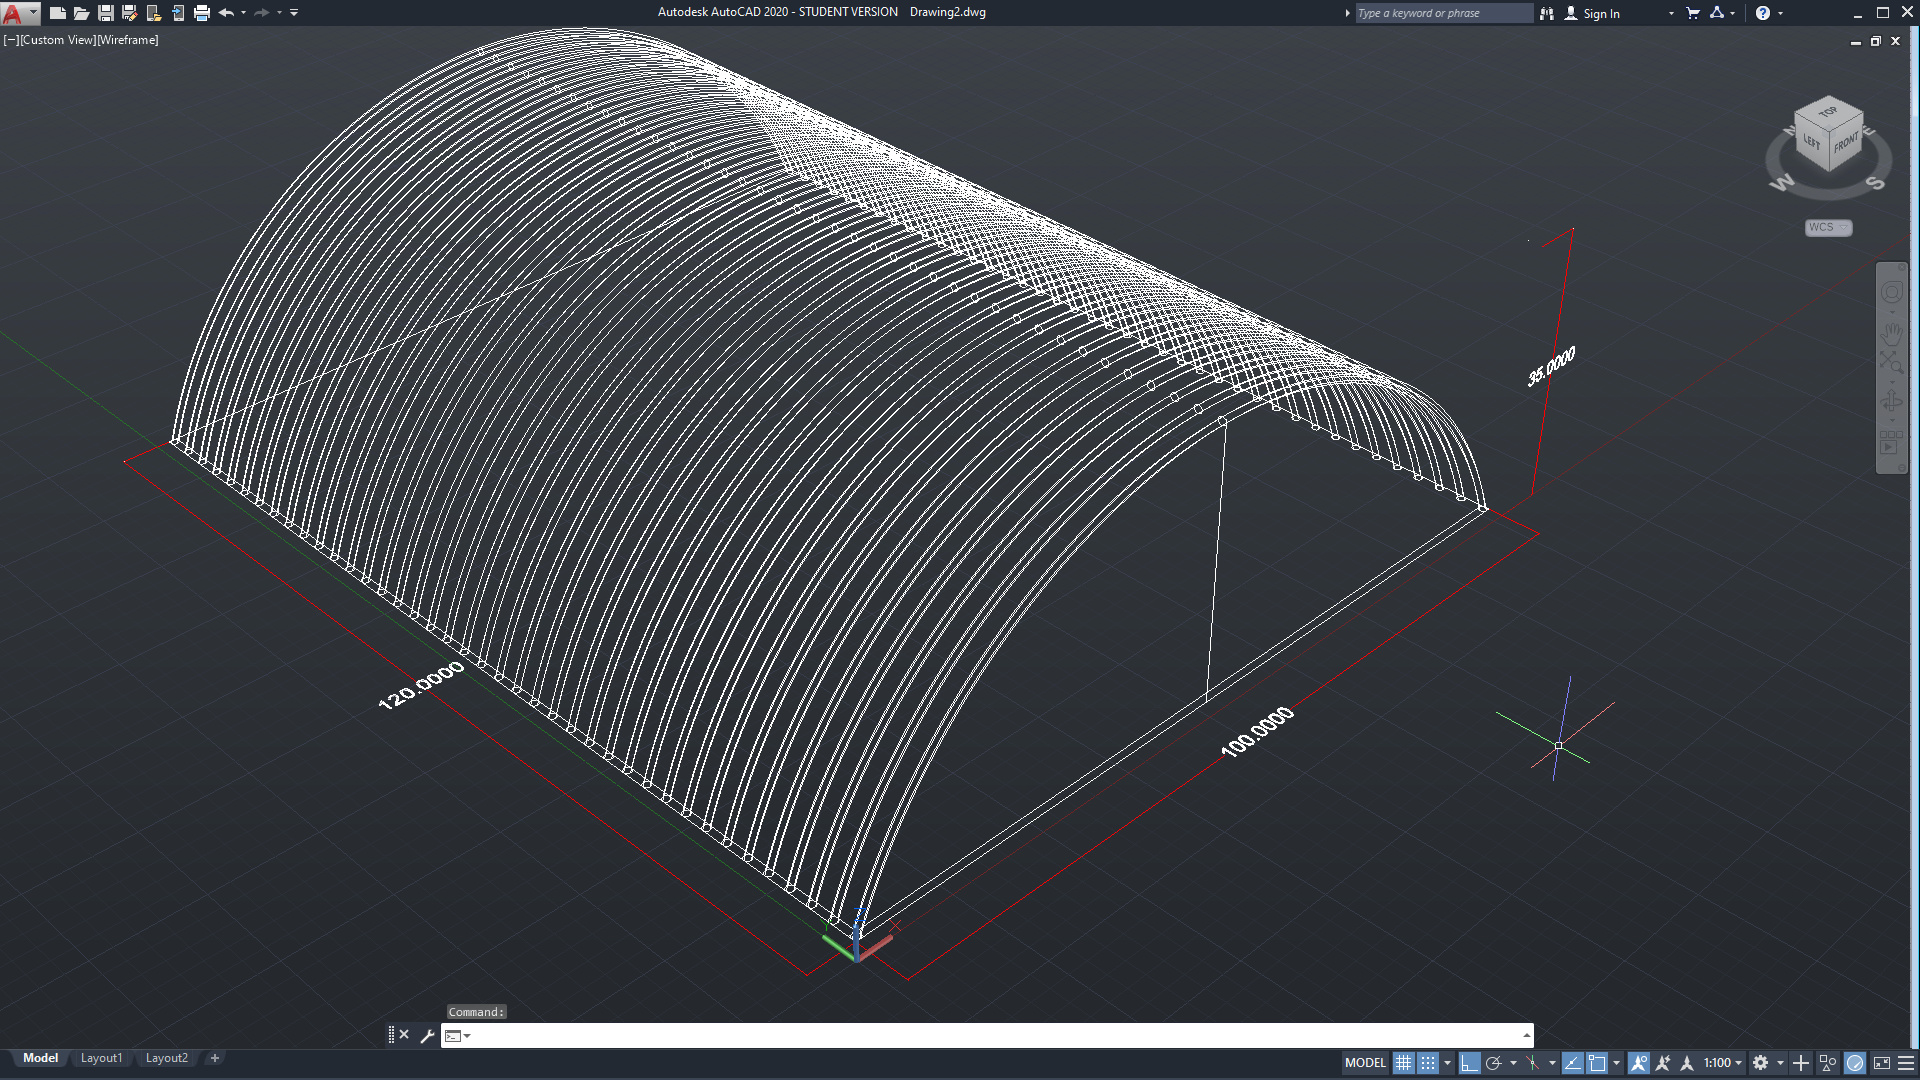 Autodesk AutoCAD 2020 - STUDENT VERSION Drawing2.dwg
Type a keyword or phrase
Sign In
[−][Custom View][Wireframe]
TOP
LEFT
FRONT
N
E
W
S
WCS
35.0000
120.0000
100.0000
X
Command:
Model
Layout1
Layout2
MODEL
1:100